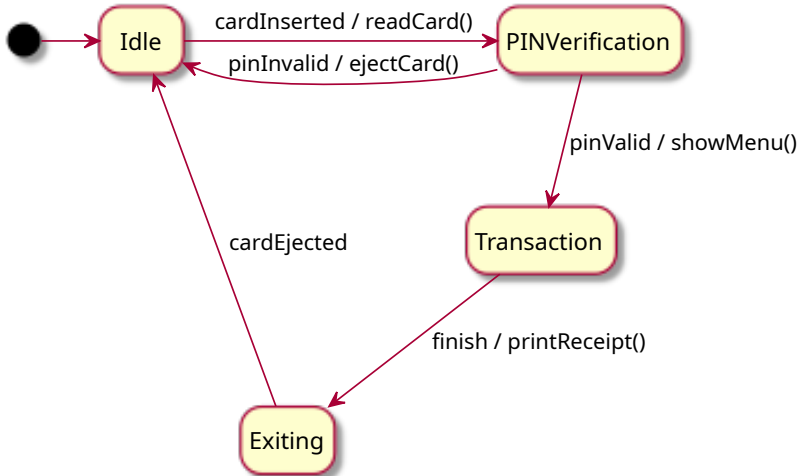 Idle
cardInserted / readCard()
PINVerification
pinInvalid / ejectCard()
pinValid / showMenu()
Transaction
cardEjected
finish / printReceipt()
Exiting